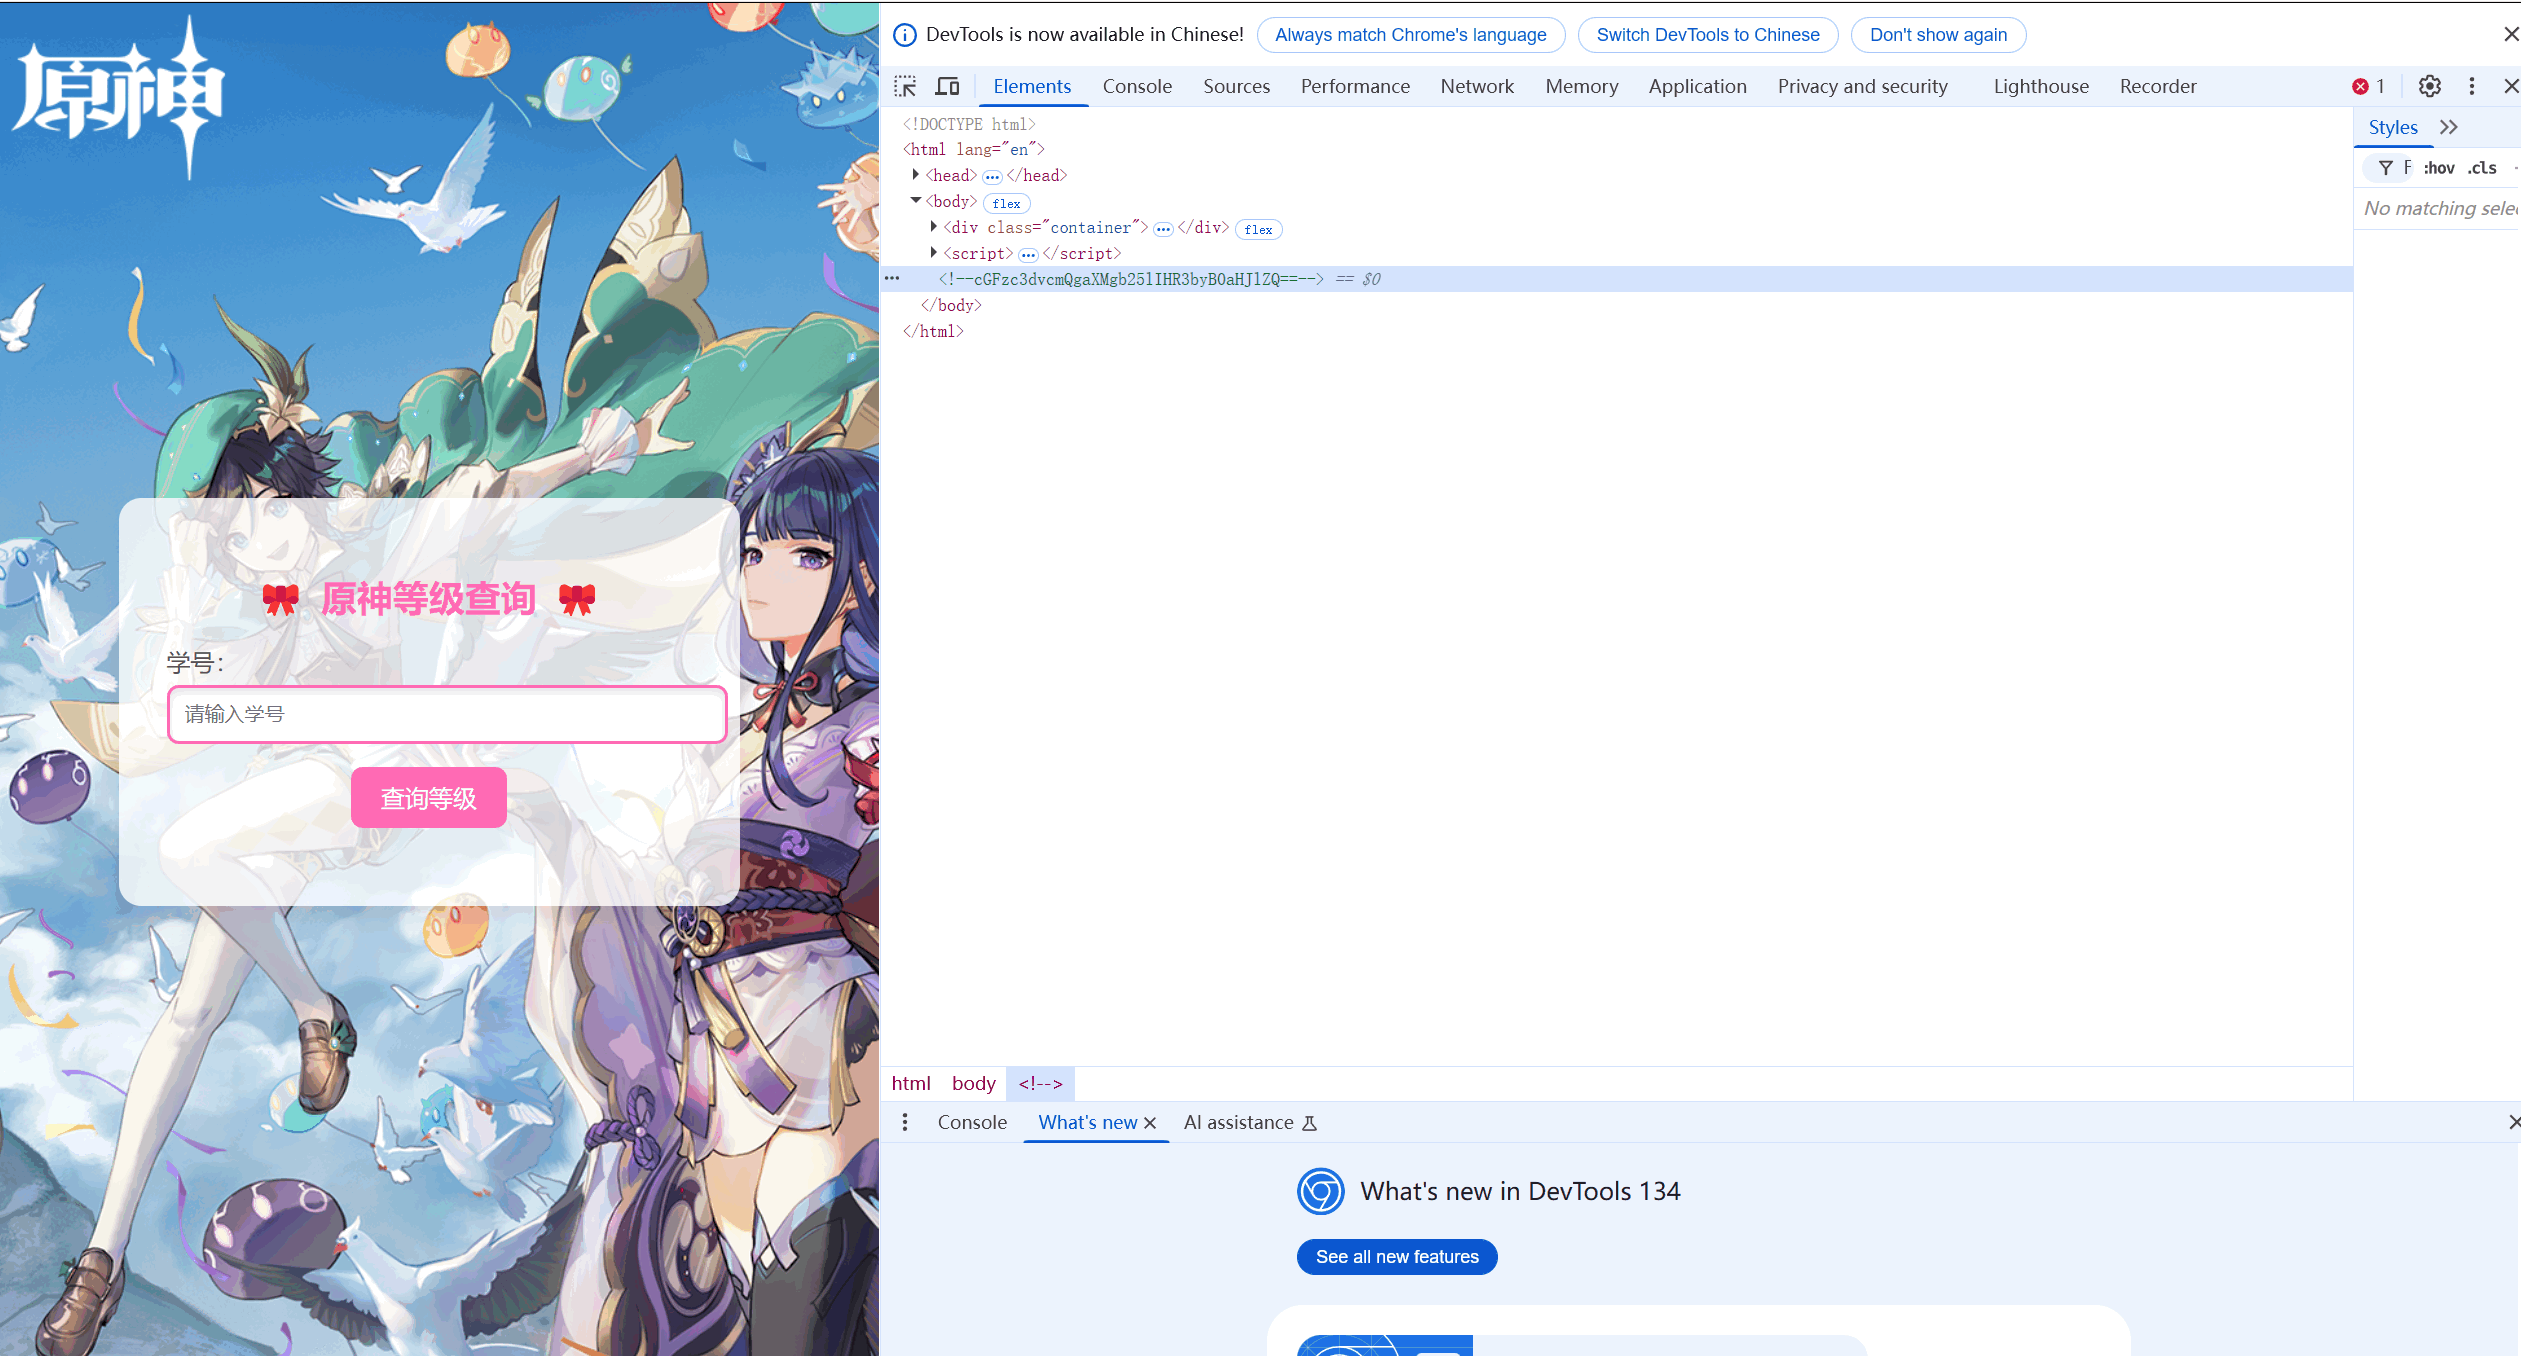 原神
🎀 原神等级查询 🎀
学号：
请输入学号
查询等级
DevTools is now available in Chinese!
Always match Chrome's language
Switch DevTools to Chinese
Don't show again
Elements
Console
Sources
Performance
Network
Memory
Application
Privacy and security
Lighthouse
Recorder
1
<!DOCTYPE html>
<html lang="en">
<head> ••• </head>
<body> flex
<div class="container"> ••• </div> flex
<script> ••• </script>
••• <!--cGFzc3dvcmQgaXMgb25lIHR3byB0aHJlZQ==--> == $0
</body>
</html>
Styles
F :hov .cls
No matching sele
html body <!-->
Console
What's new
AI assistance
What's new in DevTools 134
See all new features